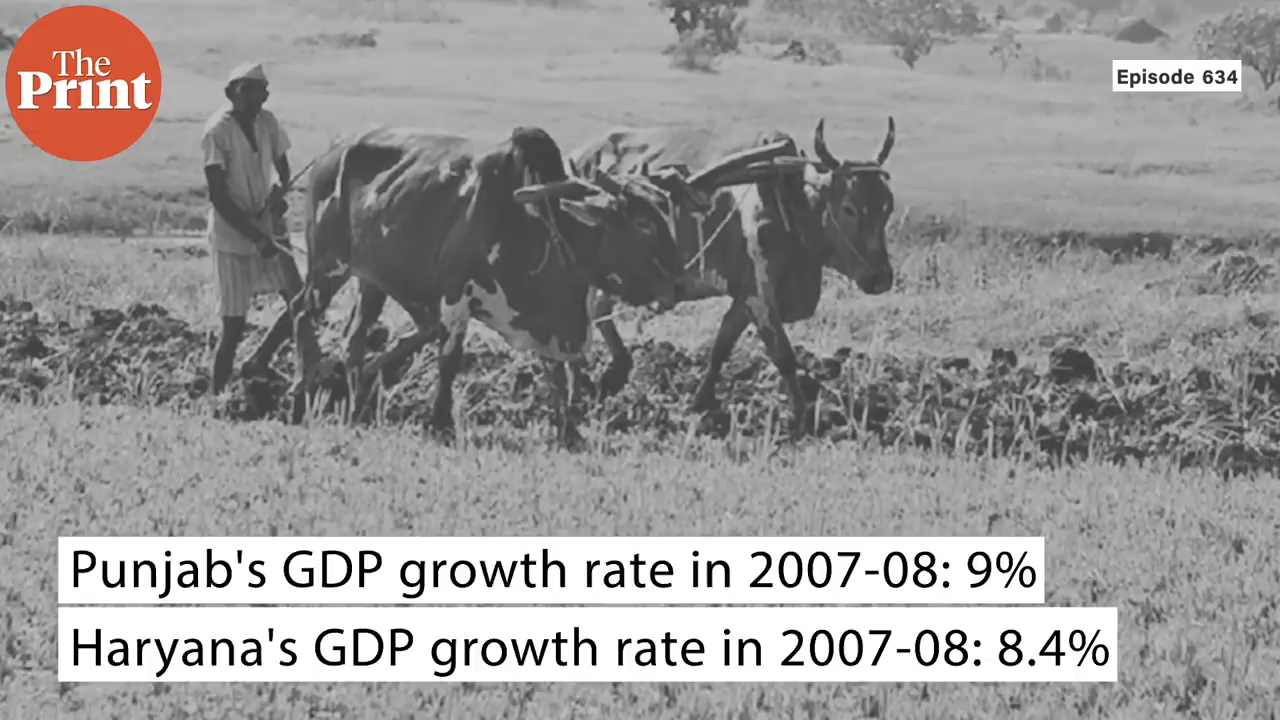 The
Print
Episode 634
Punjab's GDP growth rate in 2007-08: 9%
Haryana's GDP growth rate in 2007-08: 8.4%